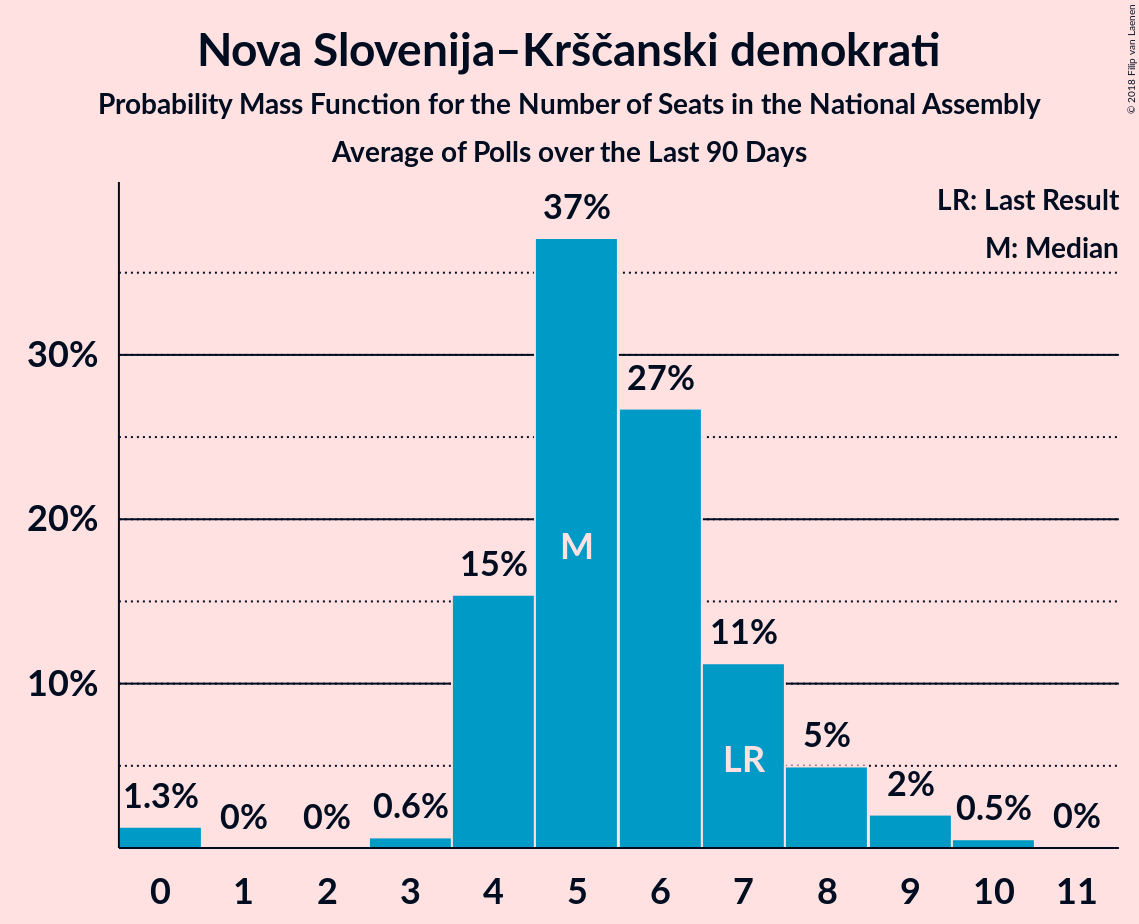 Nova Slovenija–Krščanski demokrati
Probability Mass Function for the Number of Seats in the National Assembly
Average of Polls over the Last 90 Days
© 2018 Filip van Laenen
LR: Last Result
M: Median
30%
20%
10%
1.3%
0%
0%
0.6%
15%
37%
27%
11%
5%
2%
0.5%
0%
M
LR
0 1 2 3 4 5 6 7 8 9 10 11